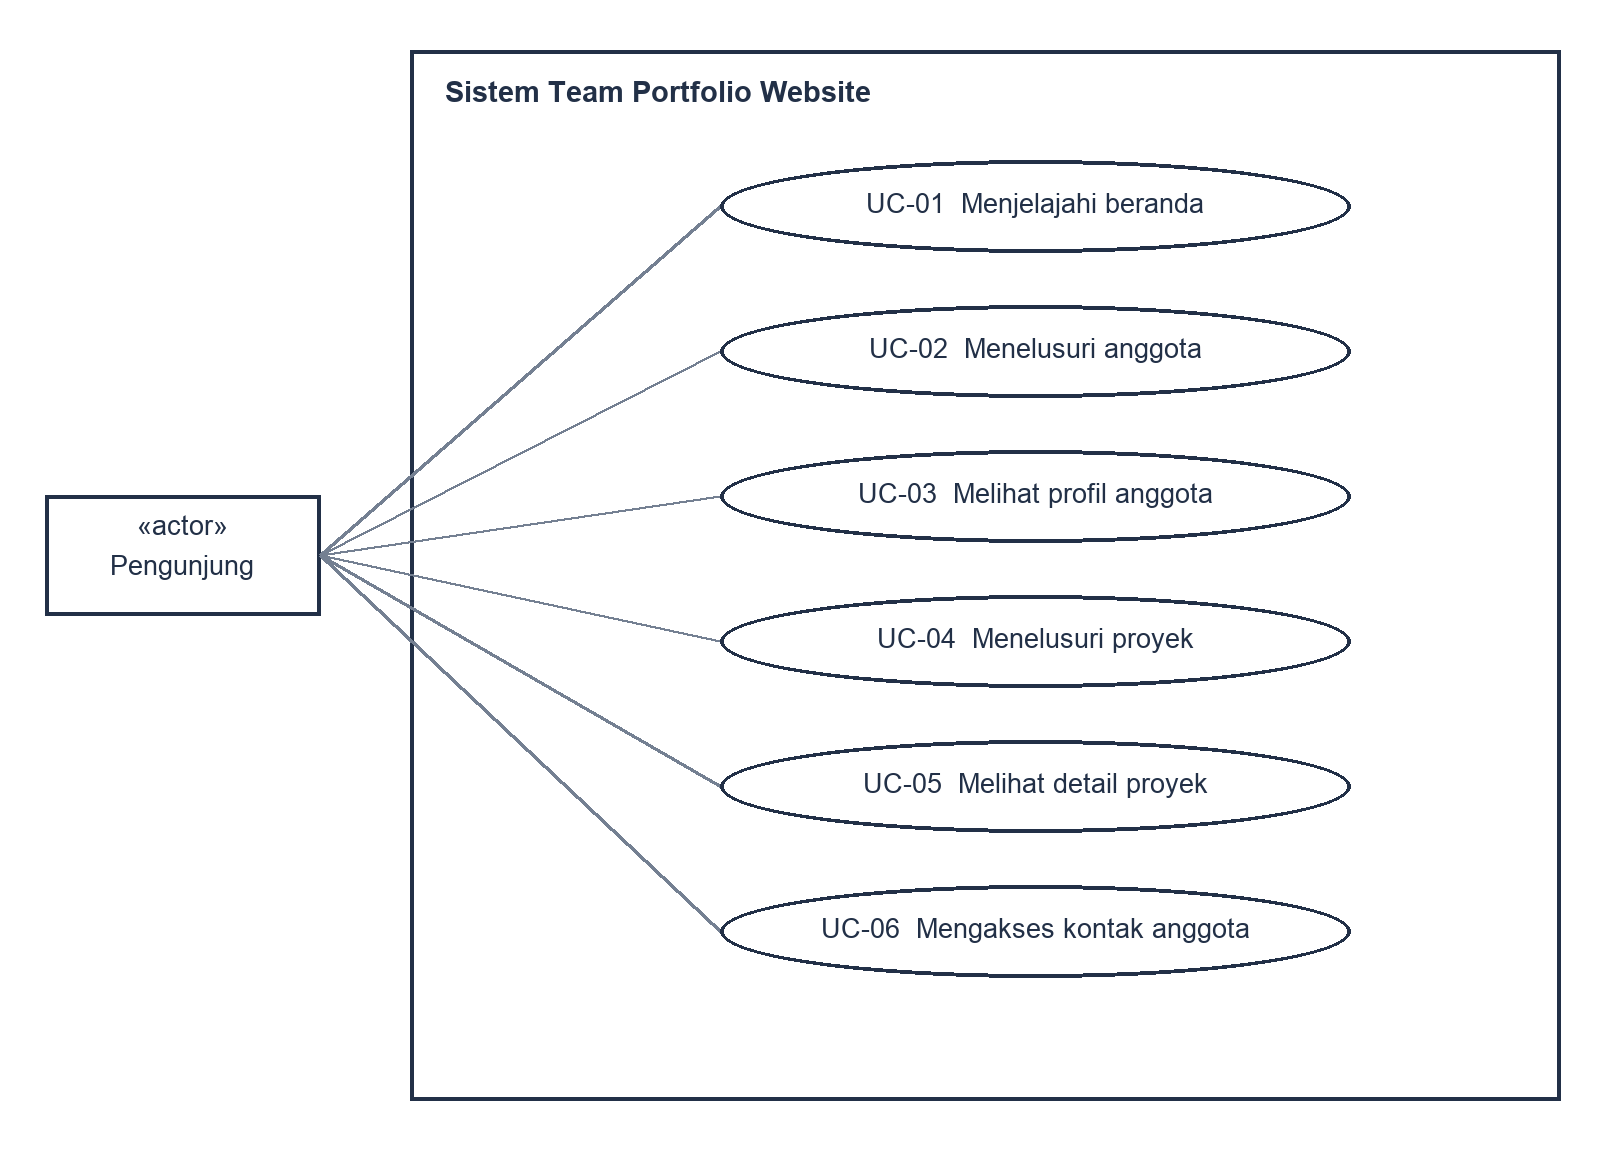 Sistem Team Portfolio Website
UC-01 Menjelajahi beranda
UC-02 Menelusuri anggota
UC-03 Melihat profil anggota
«actor»
Pengunjung
UC-04 Menelusuri proyek
UC-05 Melihat detail proyek
UC-06 Mengakses kontak anggota